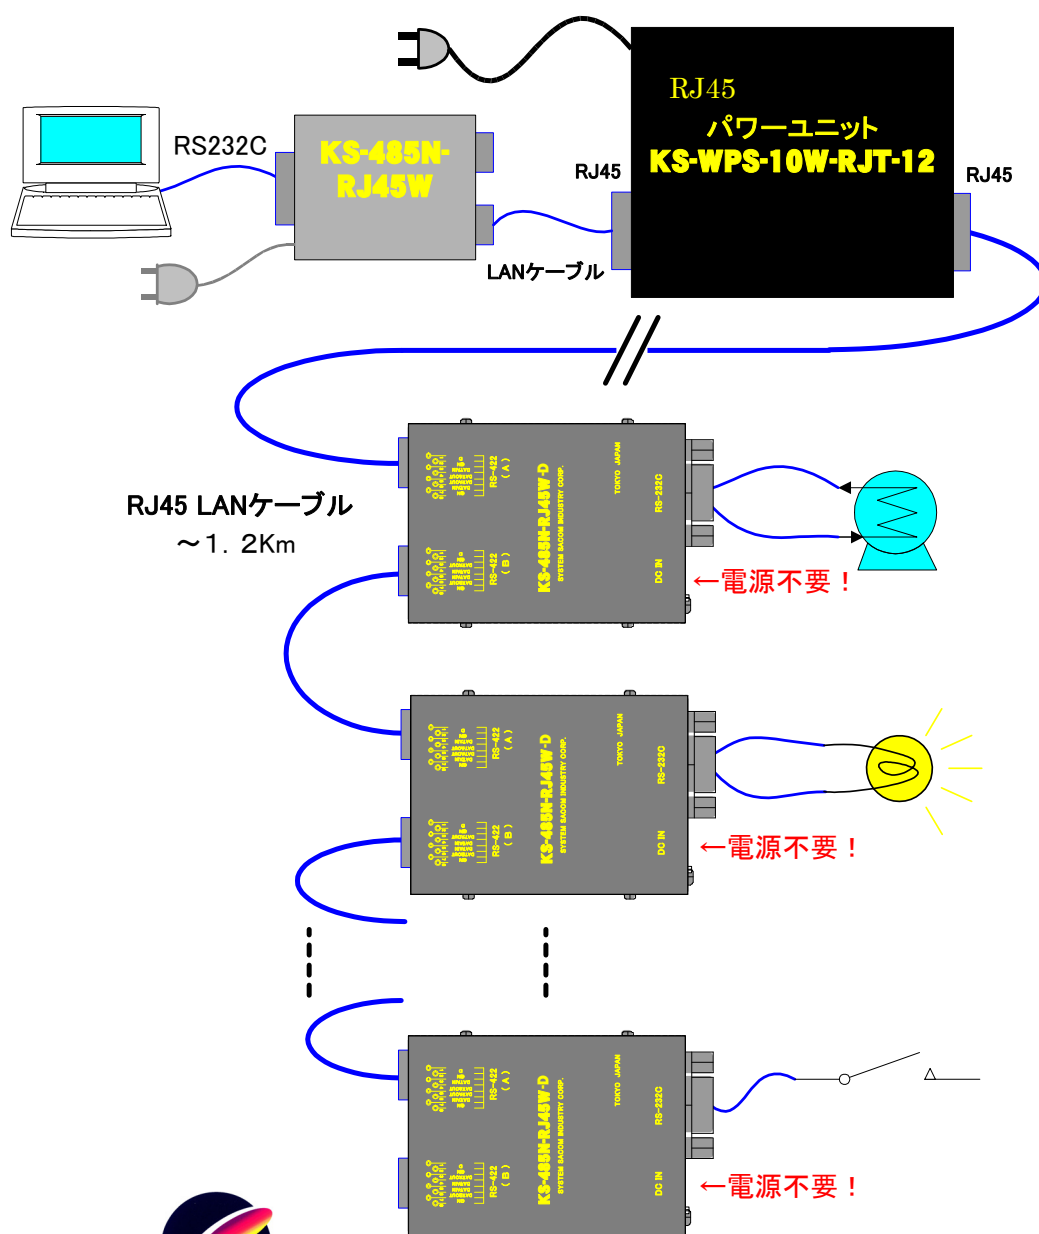 RJ45
パワーユニット
KS-WPS-10W-RJT-12
RS232C
KS-485N-
RJ45W
RJ45
RJ45
LANケーブル
RJ45 LANケーブル
～1．2Km
RS-422
(A)
RS-422
(B)
KS-485N-RJ45W-D
SYSTEM SACOM INDUSTRY CORP.
TOKYO JAPAN
RS-232C
DC IN
←電源不要！
RS-422
(A)
RS-422
(B)
KS-485N-RJ45W-D
SYSTEM SACOM INDUSTRY CORP.
TOKYO JAPAN
RS-232C
DC IN
←電源不要！
RS-422
(A)
RS-422
(B)
KS-485N-RJ45W-D
SYSTEM SACOM INDUSTRY CORP.
TOKYO JAPAN
RS-232C
DC IN
←電源不要！